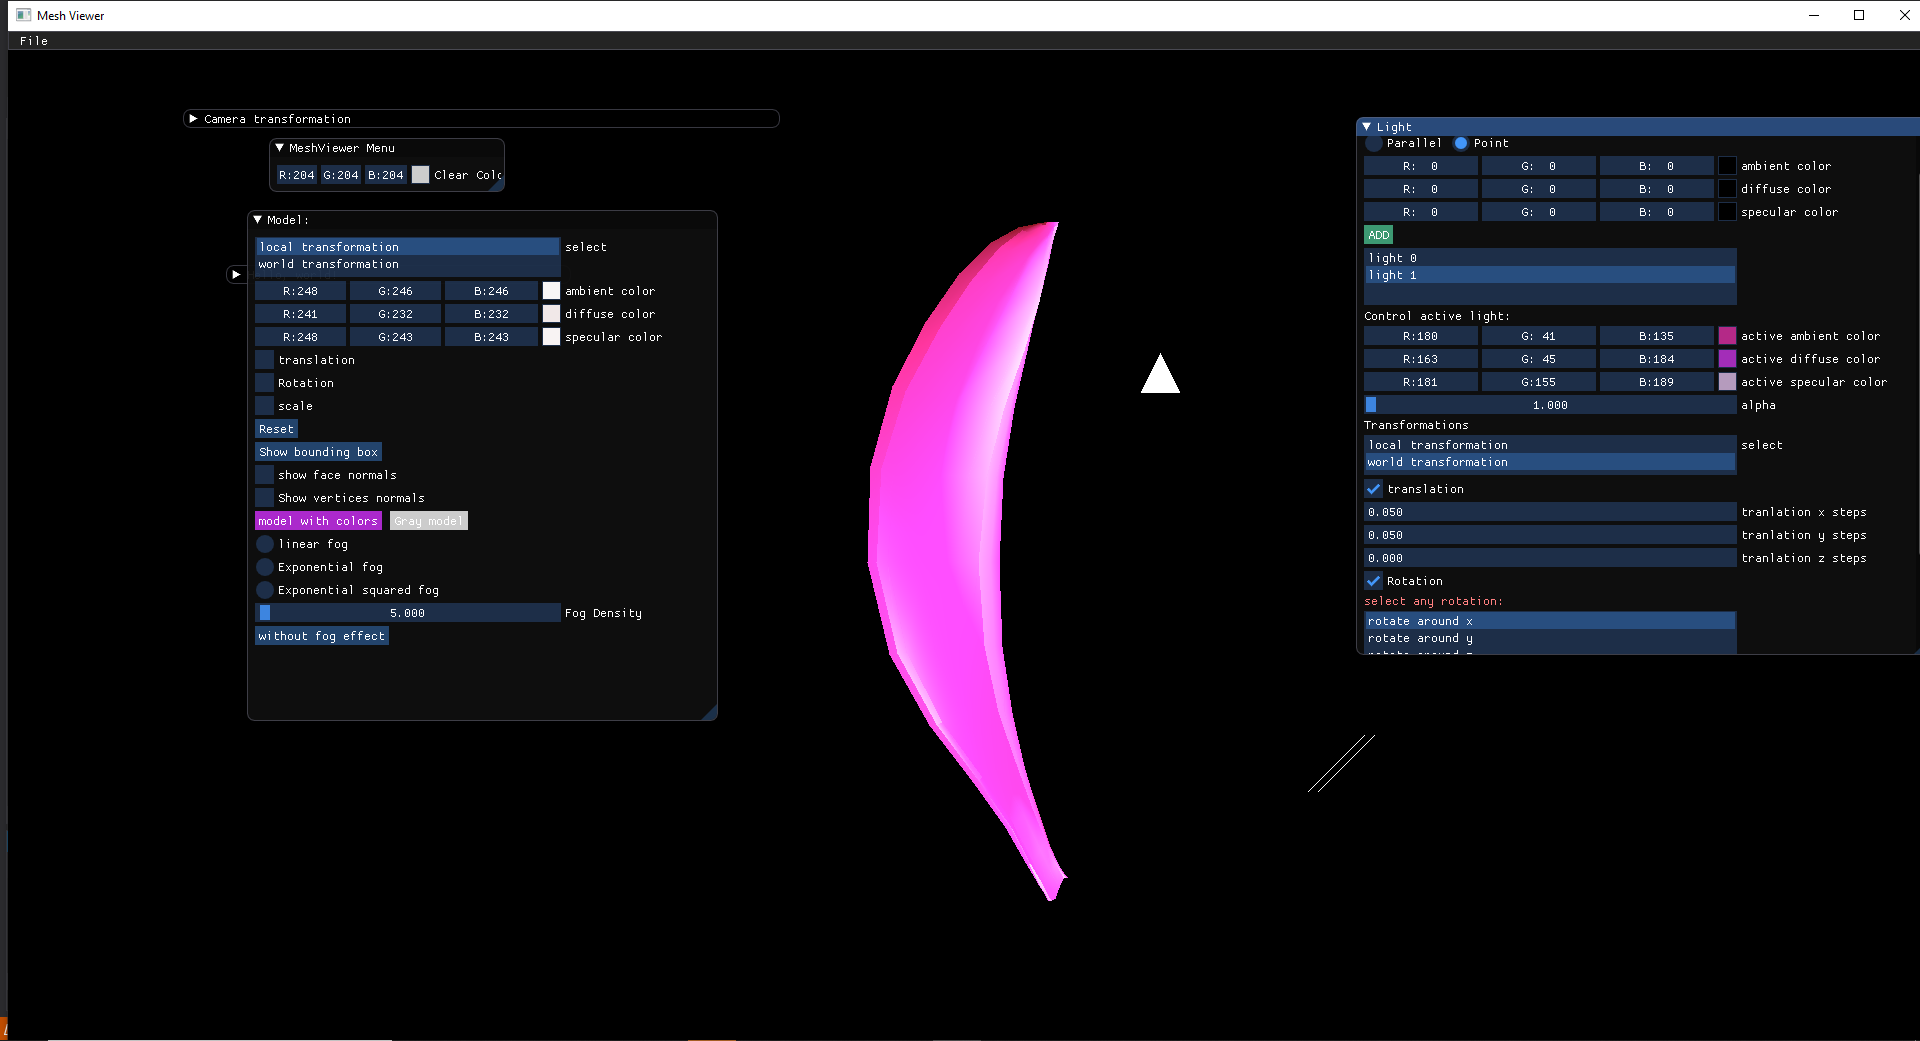 Mesh Viewer
File
Camera transformation
MeshViewer Menu
R:204 G:204 B:204 Clear Colo
Model:
local transformation
world transformation
select
R:248 G:246 B:246 ambient color
R:241 G:232 B:232 diffuse color
R:248 G:243 B:243 specular color
translation
Rotation
scale
Reset
Show bounding box
show face normals
Show vertices normals
model with colors Gray model
linear fog
Exponential fog
Exponential squared fog
5.000 Fog Density
without fog effect
Light
Parallel Point
R: 0 G: 0 B: 0 ambient color
R: 0 G: 0 B: 0 diffuse color
R: 0 G: 0 B: 0 specular color
ADD
light 0
light 1
Control active light:
R:180 G: 41 B:135 active ambient color
R:163 G: 45 B:184 active diffuse color
R:181 G:155 B:189 active specular color
1.000 alpha
Transformations
local transformation
world transformation
select
translation
0.050 tranlation x steps
0.050 tranlation y steps
0.000 tranlation z steps
Rotation
select any rotation:
rotate around x
rotate around y